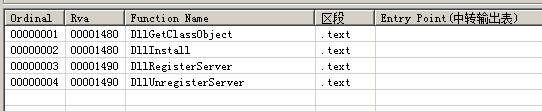 Ordinal Rva Function Name 区段 Entry Point(中转输出表)
00000001 00001480 DllGetClassObject .text
00000002 00001480 DllInstall .text
00000003 00001490 DllRegisterServer .text
00000004 00001490 DllUnregisterServer .text